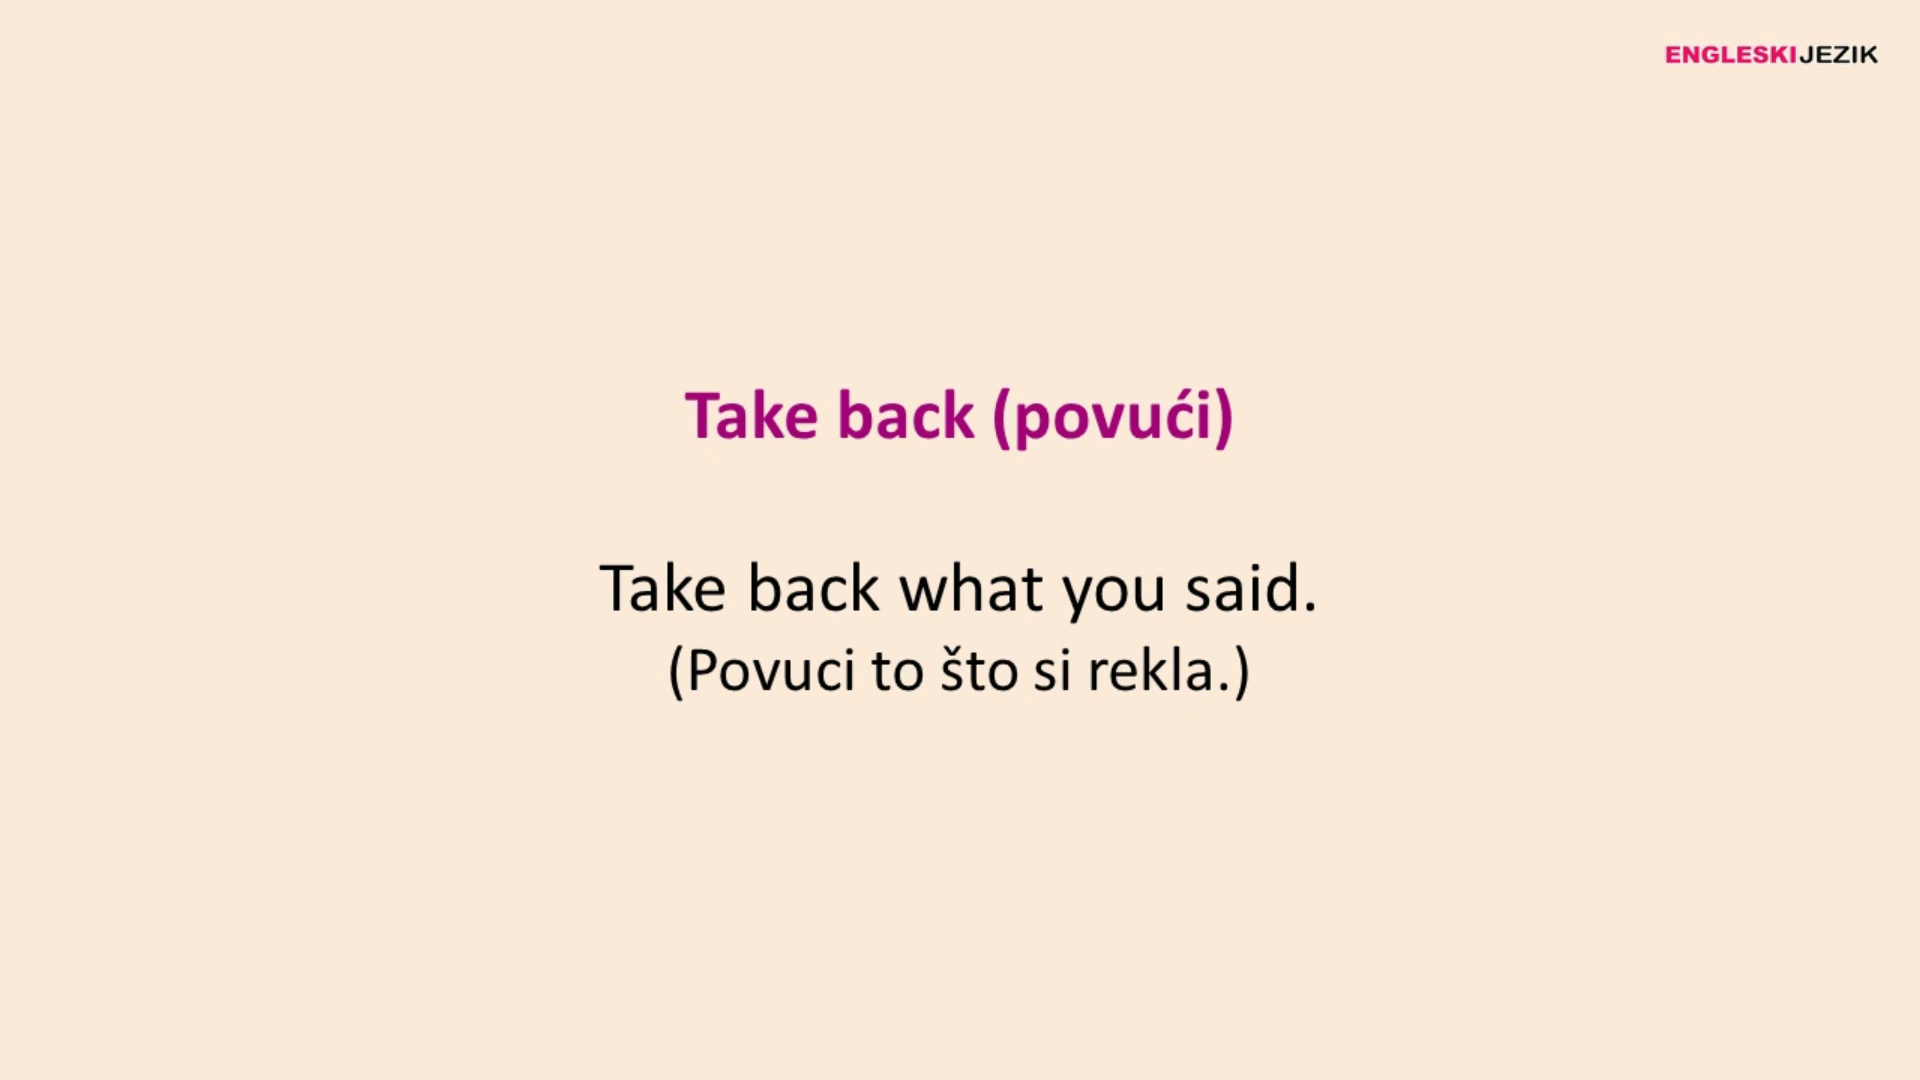 ENGLESKIJEZIK
Take back (povući)
Take back what you said.
(Povuci to što si rekla.)